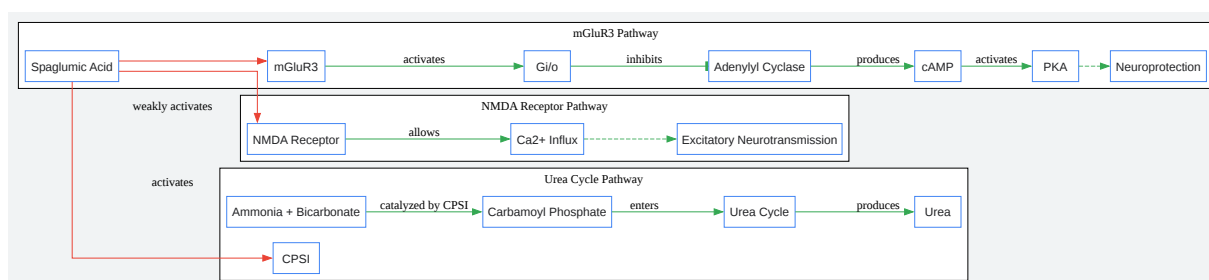 mGluR3 Pathway
Spaglumic Acid
mGluR3
activates
Gi/o
inhibits
Adenylyl Cyclase
produces
cAMP
activates
PKA
Neuroprotection
weakly activates
NMDA Receptor Pathway
NMDA Receptor
allows
Ca2+ Influx
Excitatory Neurotransmission
activates
Urea Cycle Pathway
Ammonia + Bicarbonate
catalyzed by CPSI
Carbamoyl Phosphate
enters
Urea Cycle
produces
Urea
CPSI